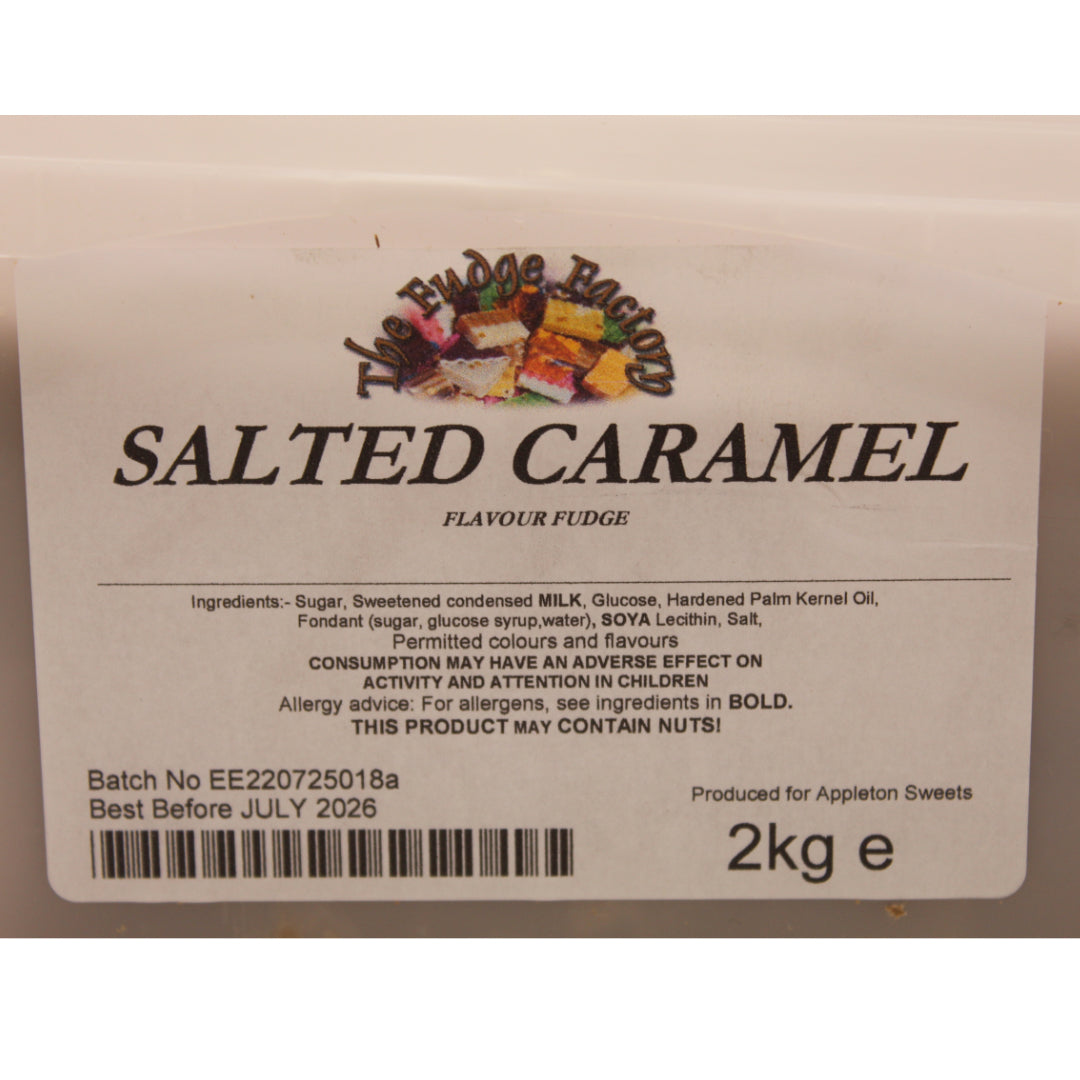 The Fudge Factory
SALTED CARAMEL
FLAVOUR FUDGE
Ingredients:- Sugar, Sweetened condensed MILK, Glucose, Hardened Palm Kernel Oil,
Fondant (sugar, glucose syrup,water), SOYA Lecithin, Salt,
Permitted colours and flavours
CONSUMPTION MAY HAVE AN ADVERSE EFFECT ON
ACTIVITY AND ATTENTION IN CHILDREN
Allergy advice: For allergens, see ingredients in BOLD.
THIS PRODUCT MAY CONTAIN NUTS!
Batch No EE220725018a
Best Before JULY 2026
Produced for Appleton Sweets
2kg e